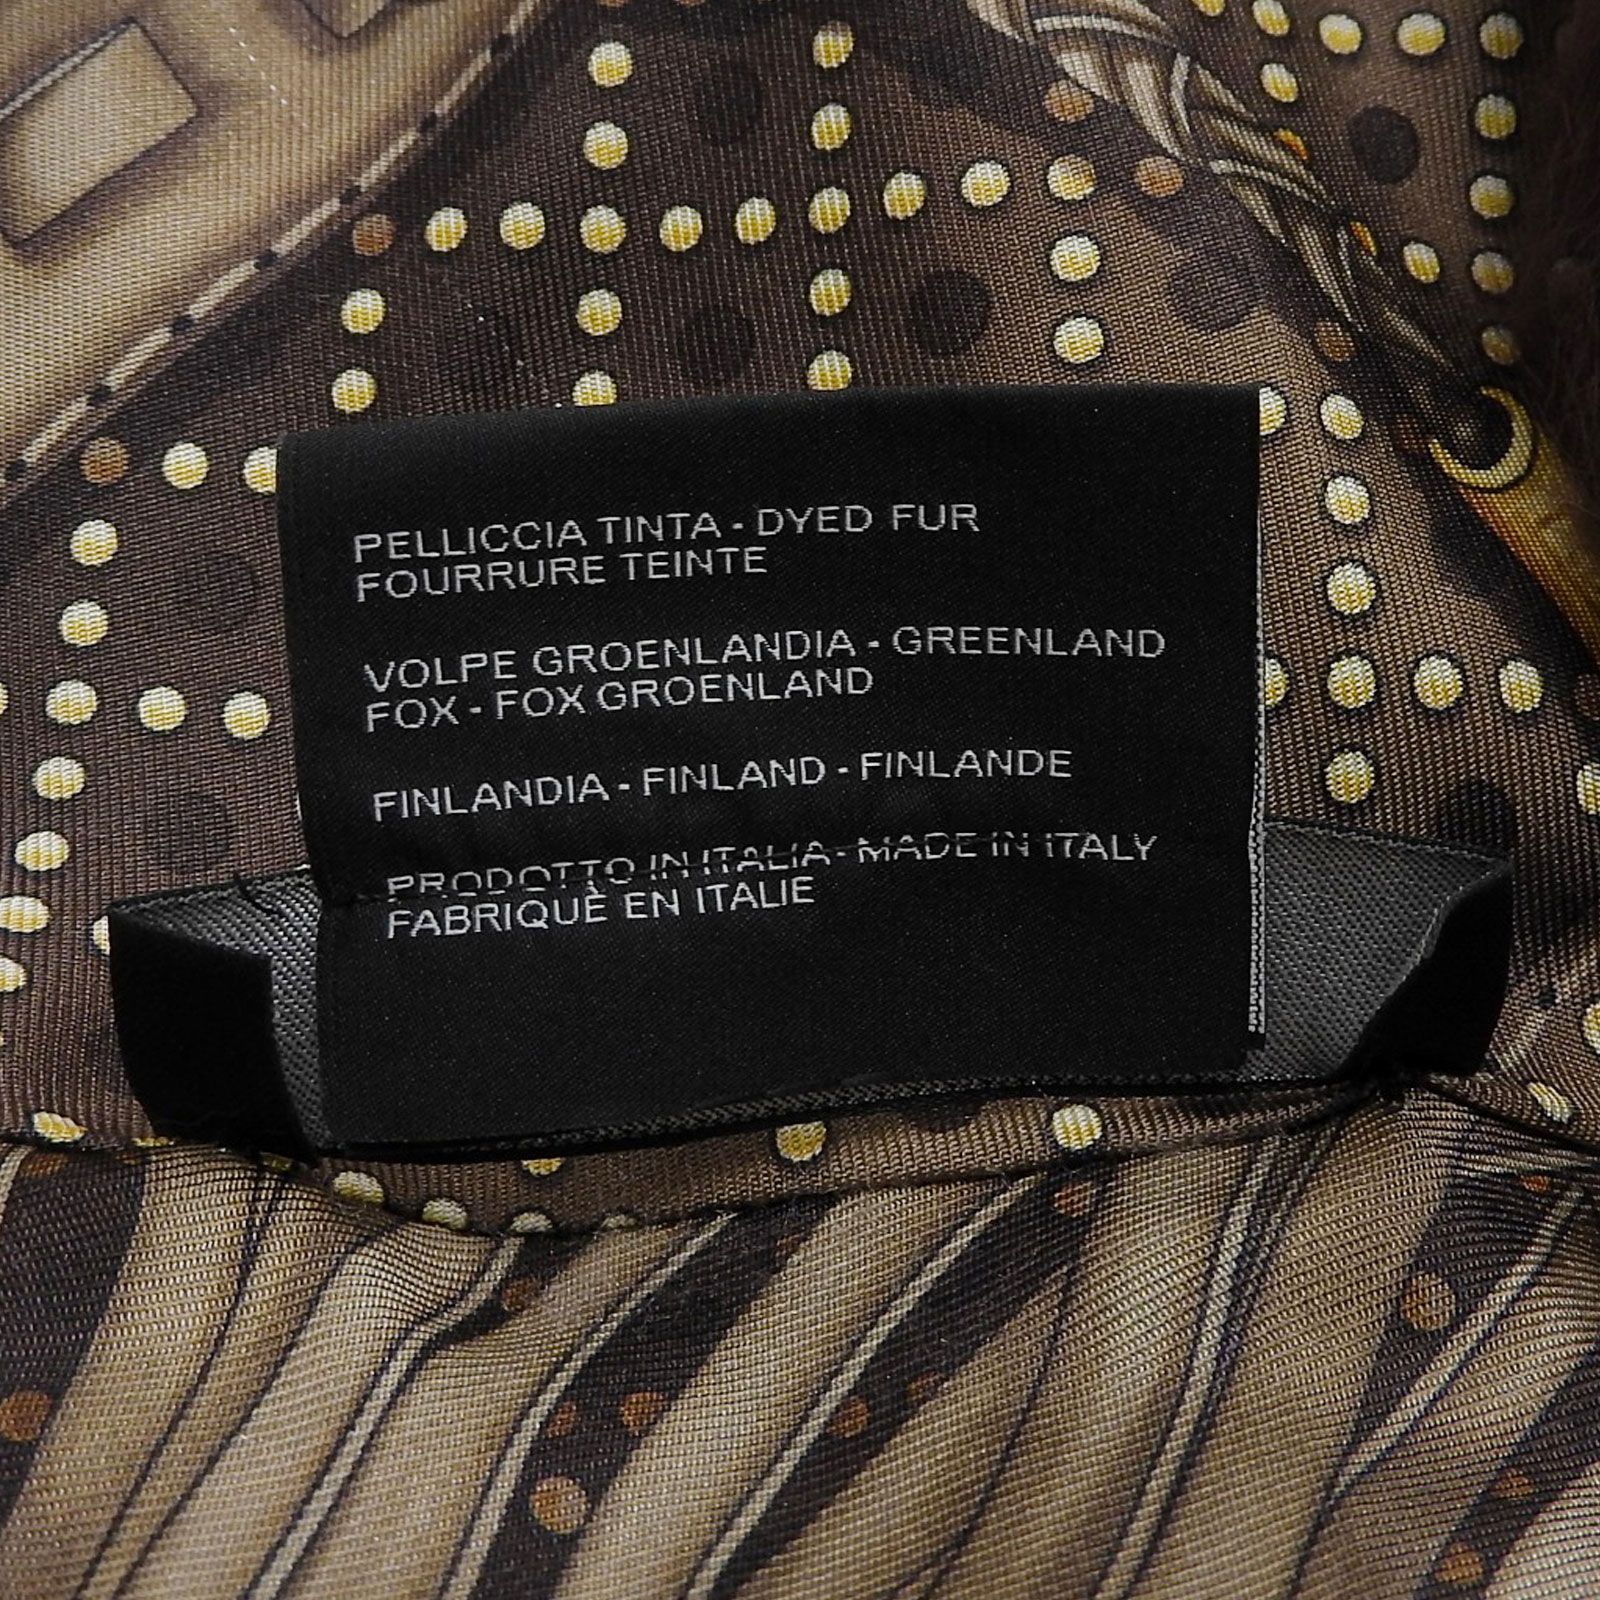 PELLICCIA TINTA - DYED FUR
FOURRURE TEINTE
VOLPE GROENLANDIA - GREENLAND
FOX - FOX GROENLAND
FINLANDIA - FINLAND - FINLANDE
PRODOTTO IN ITALIA - MADE IN ITALY
FABRIQUÈ EN ITALIE